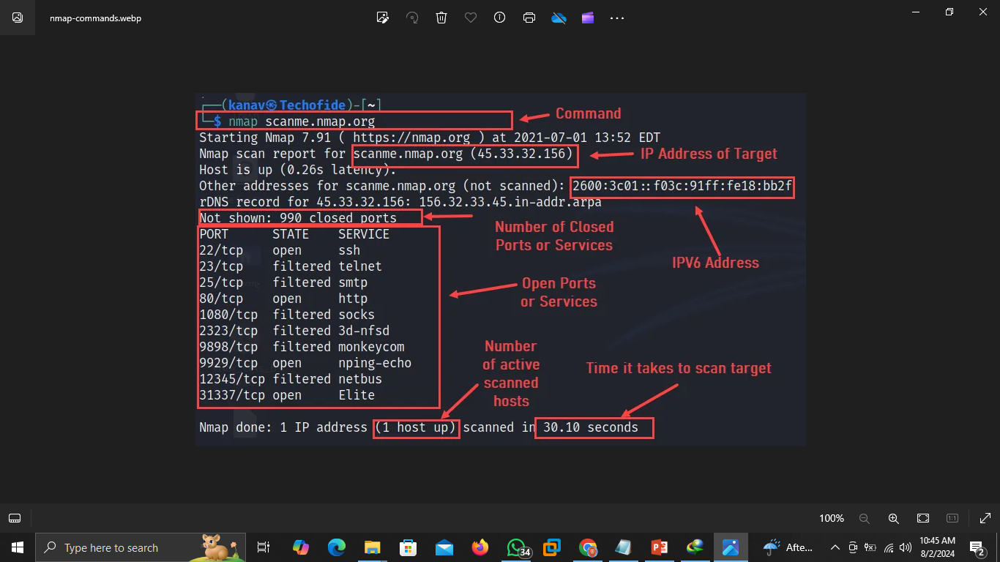 nmap-commands.webp
┌──(kanav㉿Techofide)-[~]
└─$ nmap scanme.nmap.org
Command
Starting Nmap 7.91 ( https://nmap.org ) at 2021-07-01 13:52 EDT
Nmap scan report for scanme.nmap.org (45.33.32.156)
IP Address of Target
Host is up (0.26s latency).
Other addresses for scanme.nmap.org (not scanned): 2600:3c01::f03c:91ff:fe18:bb2f
rDNS record for 45.33.32.156: 156.32.33.45.in-addr.arpa
Not shown: 990 closed ports
Number of Closed
Ports or Services
IPV6 Address
PORT STATE SERVICE
22/tcp open ssh
23/tcp filtered telnet
25/tcp filtered smtp
80/tcp open http
1080/tcp filtered socks
2323/tcp filtered 3d-nfsd
9898/tcp filtered monkeycom
9929/tcp open nping-echo
12345/tcp filtered netbus
31337/tcp open Elite
Open Ports
or Services
Number
of active
scanned
hosts
Time it takes to scan target
Nmap done: 1 IP address (1 host up) scanned in 30.10 seconds
100%
1:1
Type here to search
34
Afte...
10:45 AM
8/2/2024
2